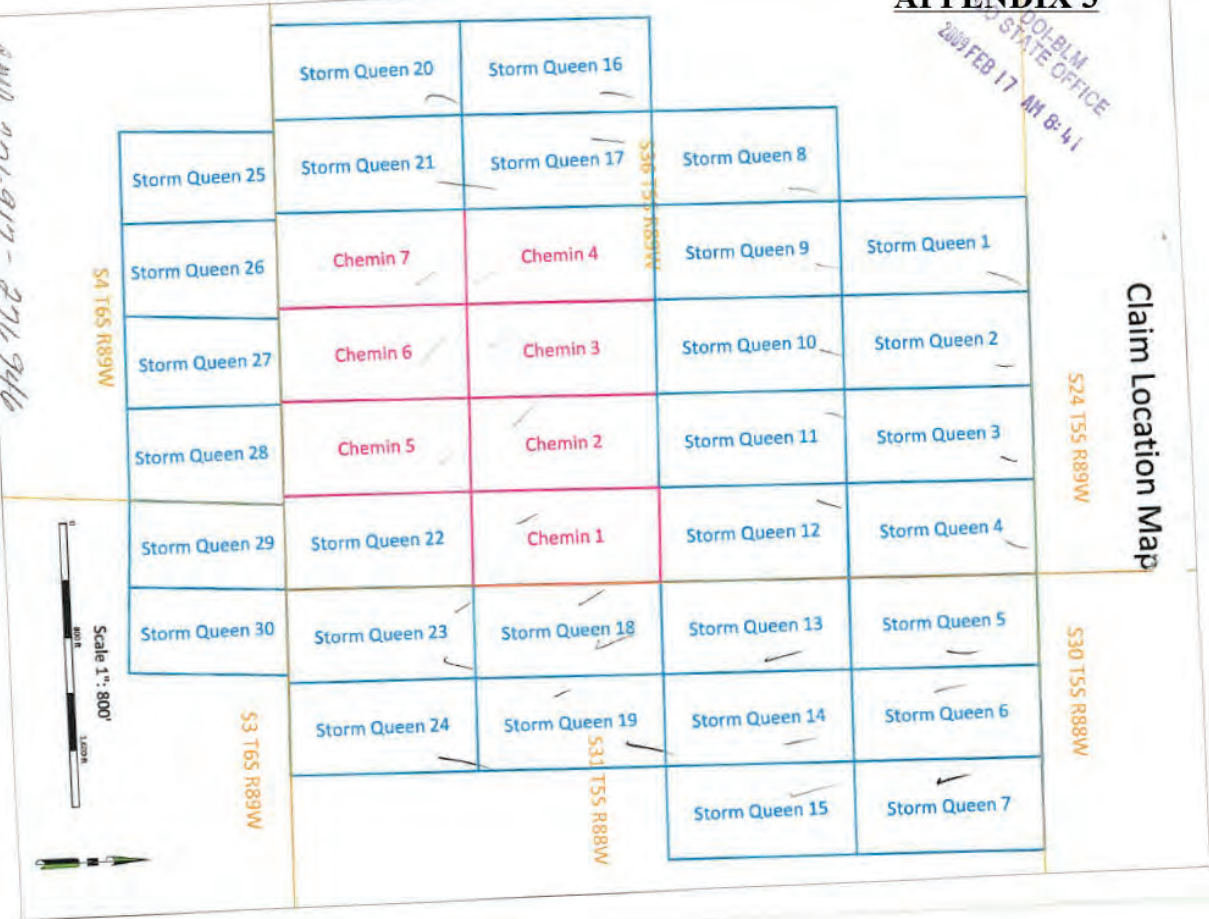 APPENDIX 3
DOI-BLM
STATE OFFICE
2009 FEB 17 AM 8:41
Claim Location Map
Storm Queen 20
Storm Queen 16
Storm Queen 25
Storm Queen 21
Storm Queen 17
Storm Queen 8
Storm Queen 26
Chemin 7
Chemin 4
Storm Queen 9
Storm Queen 1
Storm Queen 27
Chemin 6
Chemin 3
Storm Queen 10
Storm Queen 2
Storm Queen 28
Chemin 5
Chemin 2
Storm Queen 11
Storm Queen 3
Storm Queen 29
Storm Queen 22
Chemin 1
Storm Queen 12
Storm Queen 4
Storm Queen 30
Storm Queen 23
Storm Queen 18
Storm Queen 13
Storm Queen 5
Storm Queen 24
Storm Queen 19
Storm Queen 14
Storm Queen 6
Storm Queen 15
Storm Queen 7
S4 T6S R89W
S36 T5S R89W
S24 T5S R89W
S3 T6S R89W
S31 T5S R88W
S30 T5S R88W
Scale 1": 800'
0
800 ft
1,600 ft
N